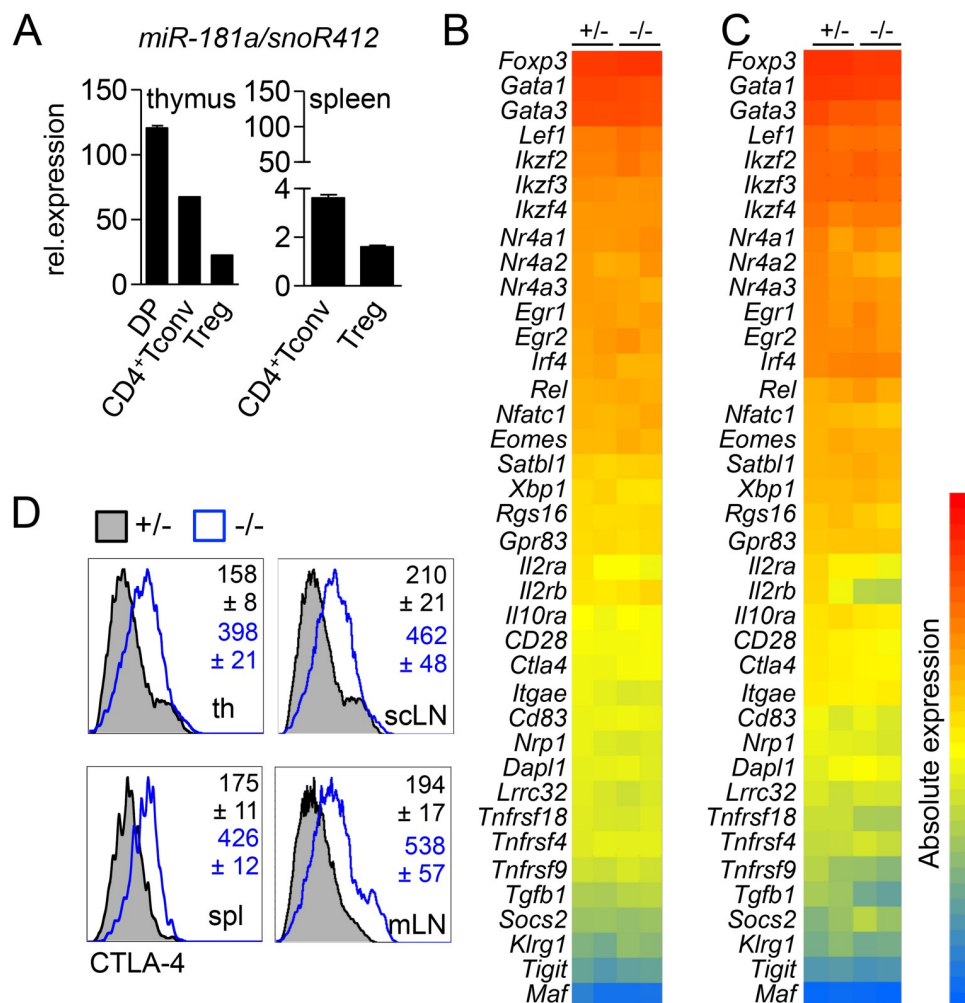 A
miR-181a/snoR412
rel.expression
150
100
50
0
thymus
DP
CD4+Tconv
Treg
150
100
50
4
2
0
spleen
CD4+Tconv
Treg
B
+/- -/-
Foxp3
Gata1
Gata3
Lef1
Ikzf2
Ikzf3
Ikzf4
Nr4a1
Nr4a2
Nr4a3
Egr1
Egr2
Irf4
Rel
Nfatc1
Eomes
Satbl1
Xbp1
Rgs16
Gpr83
Il2ra
Il2rb
Il10ra
CD28
Ctla4
Itgae
Cd83
Nrp1
Dapl1
Lrrc32
Tnfrsf18
Tnfrsf4
Tnfrsf9
Tgfb1
Socs2
Klrg1
Tigit
Maf
C
+/- -/-
Foxp3
Gata1
Gata3
Lef1
Ikzf2
Ikzf3
Ikzf4
Nr4a1
Nr4a2
Nr4a3
Egr1
Egr2
Irf4
Rel
Nfatc1
Eomes
Satbl1
Xbp1
Rgs16
Gpr83
Il2ra
Il2rb
Il10ra
CD28
Ctla4
Itgae
Cd83
Nrp1
Dapl1
Lrrc32
Tnfrsf18
Tnfrsf4
Tnfrsf9
Tgfb1
Socs2
Klrg1
Tigit
Maf
Absolute expression
D
+/- -/-
158
± 8
398
± 21
th
210
± 21
462
± 48
scLN
175
± 11
426
± 12
spl
194
± 17
538
± 57
mLN
CTLA-4